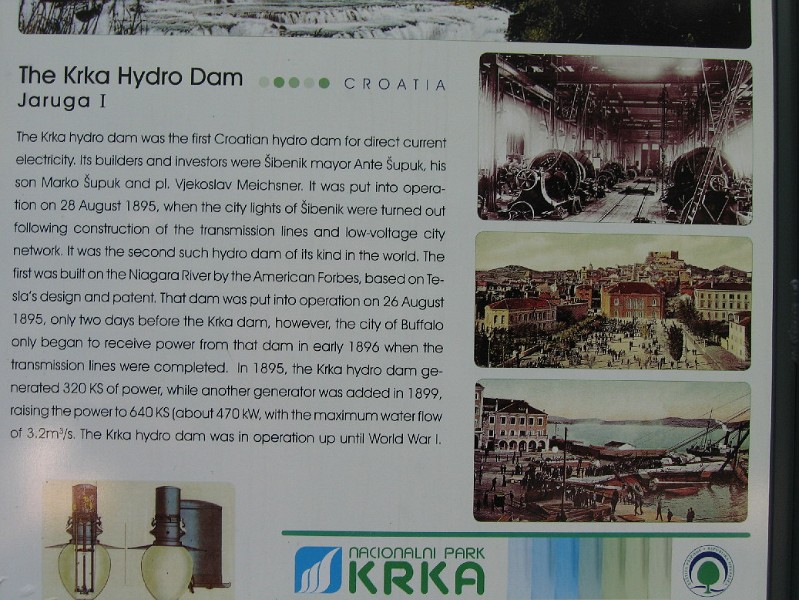 The Krka Hydro Dam
CROATIA
Jaruga I
The Krka hydro dam was the first Croatian hydro dam for direct current
electricity. Its builders and investors were Šibenik mayor Ante Šupuk, his
son Marko Šupuk and pl. Vjekoslav Meichsner. It was put into opera-
tion on 28 August 1895, when the city lights of Šibenik were turned out
following construction of the transmission lines and low-voltage city
network. It was the second such hydro dam of its kind in the world. The
first was built on the Niagara River by the American Forbes, based on Te-
sla's design and patent. That dam was put into operation on 26 August
1895, only two days before the Krka dam, however, the city of Buffalo
only began to receive power from that dam in early 1896 when the
transmission lines were completed. In 1895, the Krka hydro dam ge-
nerated 320 KS of power, while another generator was added in 1899,
raising the power to 640 KS (about 470 kW, with the maximum water flow
of 3.2m³/s. The Krka hydro dam was in operation up until World War I.
NACIONALNI PARK
KRKA